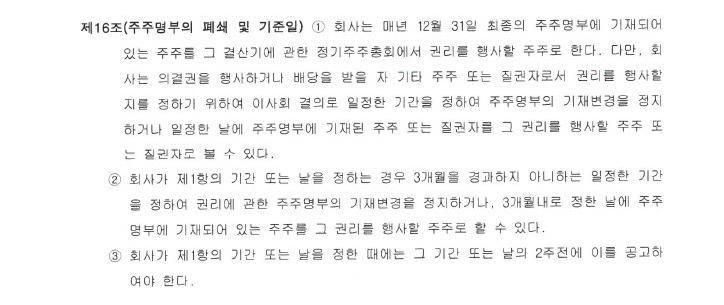 제16조(주주명부의 폐쇄 및 기준일) ① 회사는 매년 12월 31일 최종의 주주명부에 기재되어
있는 주주를 그 결산기에 관한 정기주주총회에서 권리를 행사할 주주로 한다. 다만, 회
사는 의결권을 행사하거나 배당을 받을 자 기타 주주 또는 질권자로서 권리를 행사할
지를 정하기 위하여 이사회 결의로 일정한 기간을 정하여 주주명부의 기재변경을 정지
하거나 일정한 날에 주주명부에 기재된 주주 또는 질권자를 그 권리를 행사할 주주 또
는 질권자로 볼 수 있다.
② 회사가 제1항의 기간 또는 날을 정하는 경우 3개월을 경과하지 아니하는 일정한 기간
을 정하여 권리에 관한 주주명부의 기재변경을 정지하거나, 3개월내로 정한 날에 주주
명부에 기재되어 있는 주주를 그 권리를 행사할 주주로 할 수 있다.
③ 회사가 제1항의 기간 또는 날을 정한 때에는 그 기간 또는 날의 2주전에 이를 공고하
여야 한다.